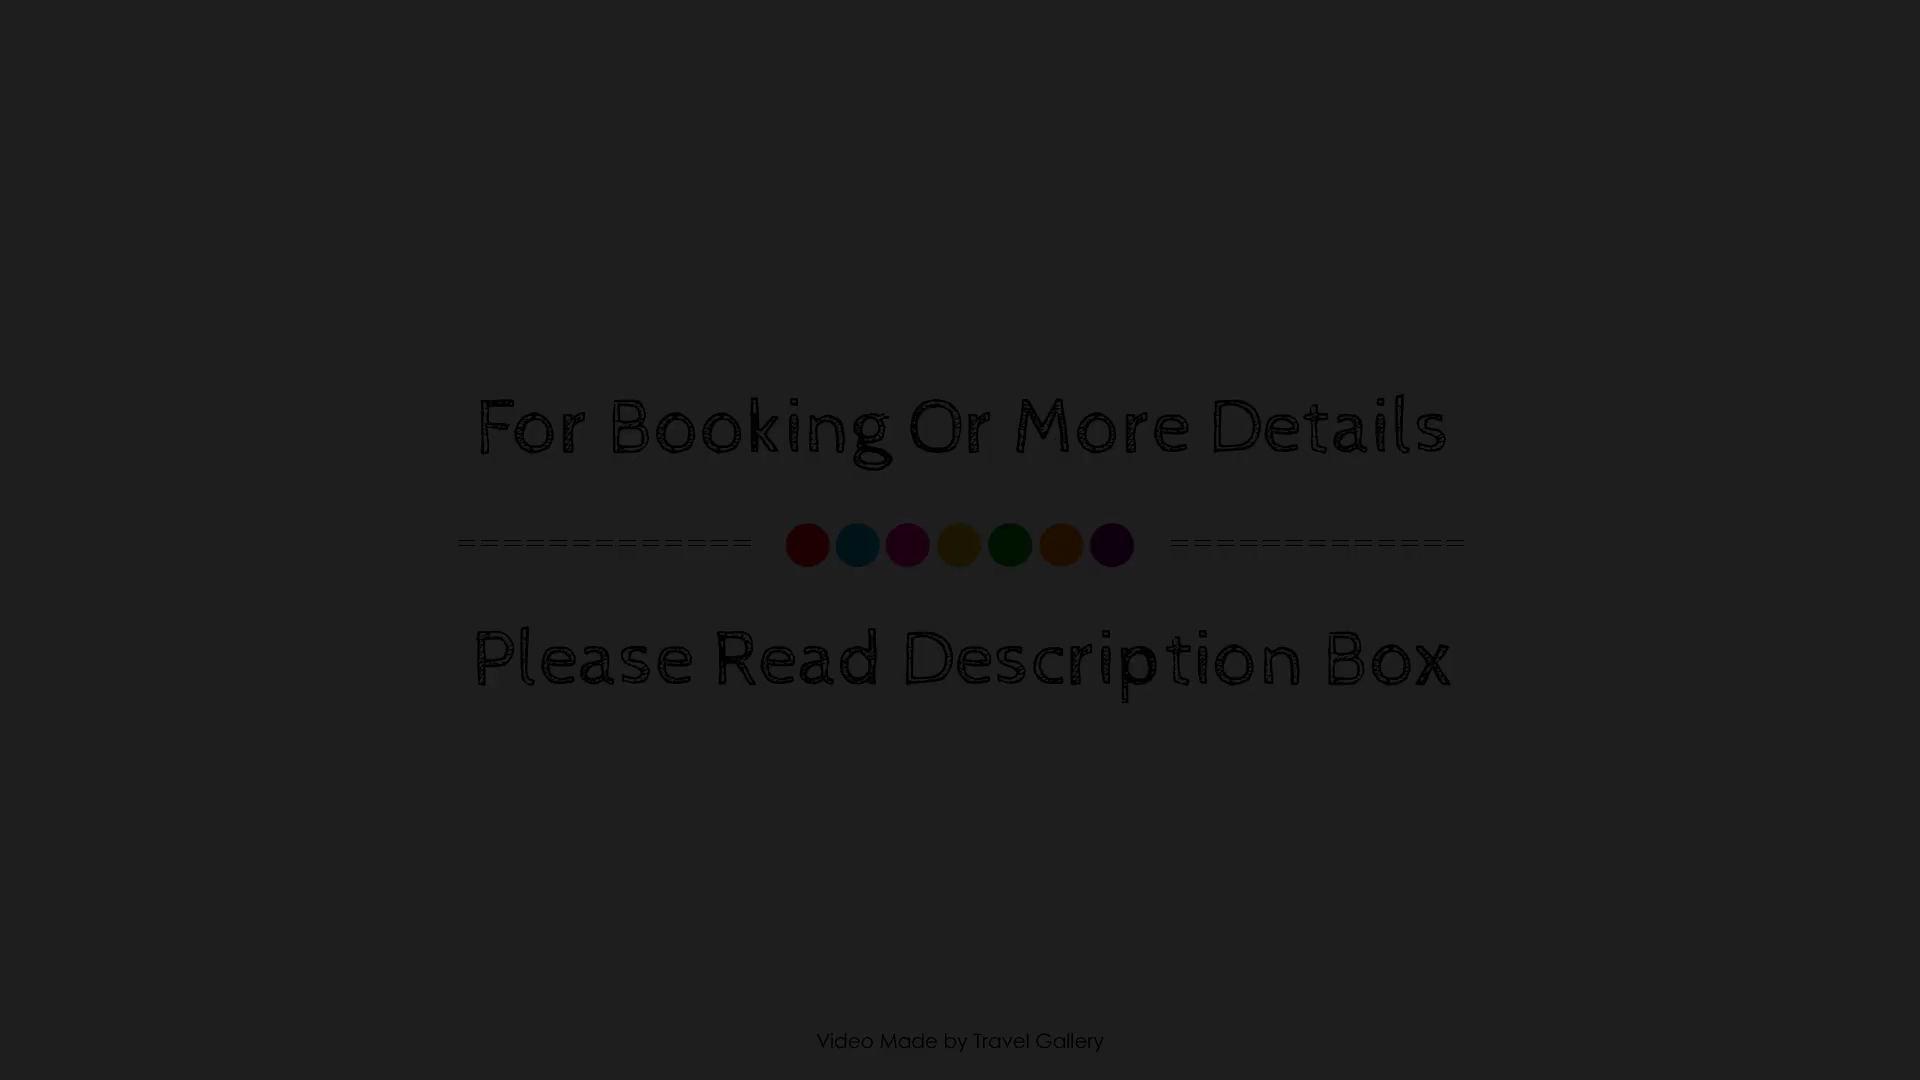 For Booking Or More Details
============= =============
Please Read Description Box
Video Made by Travel Gallery